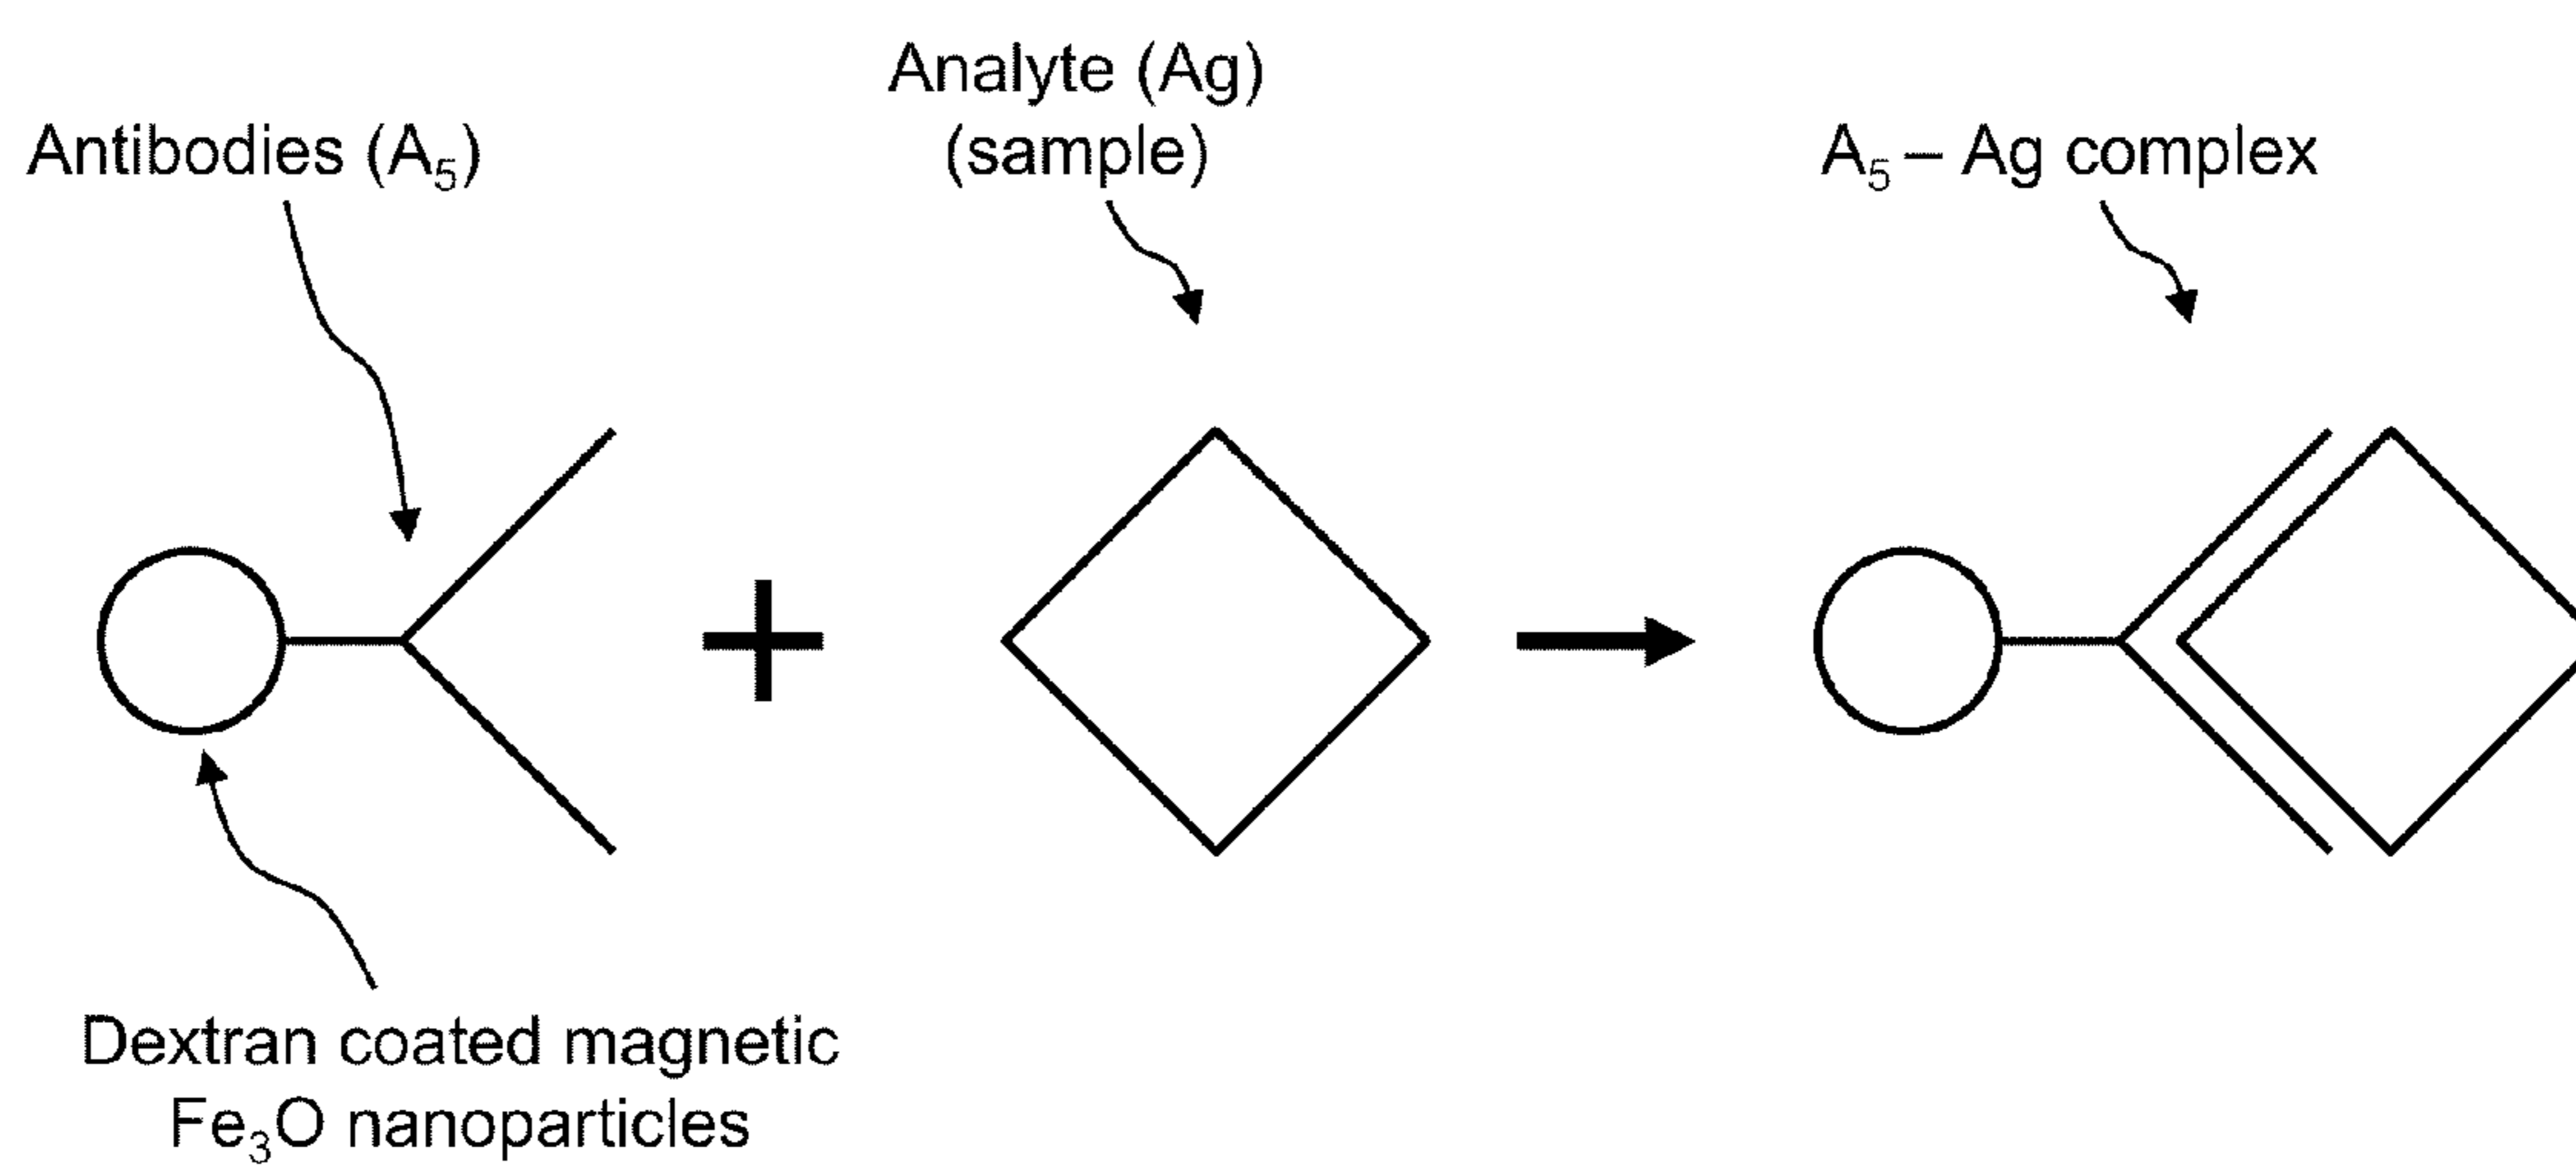 Antibodies (A₅)
Analyte (Ag)
(sample)
A₅ – Ag complex
Dextran coated magnetic
Fe₃O nanoparticles